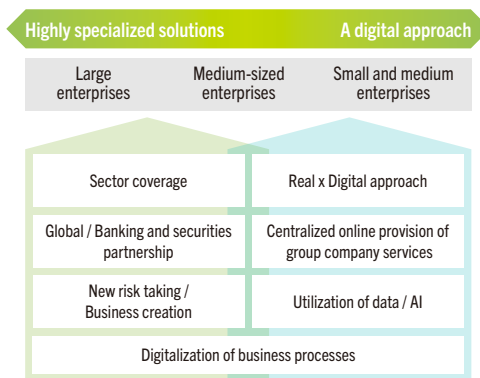 Highly specialized solutions
A digital approach
Large
enterprises
Medium-sized
enterprises
Small and medium
enterprises
Sector coverage
Real x Digital approach
Global / Banking and securities
partnership
Centralized online provision of
group company services
New risk taking /
Business creation
Utilization of data / AI
Digitalization of business processes